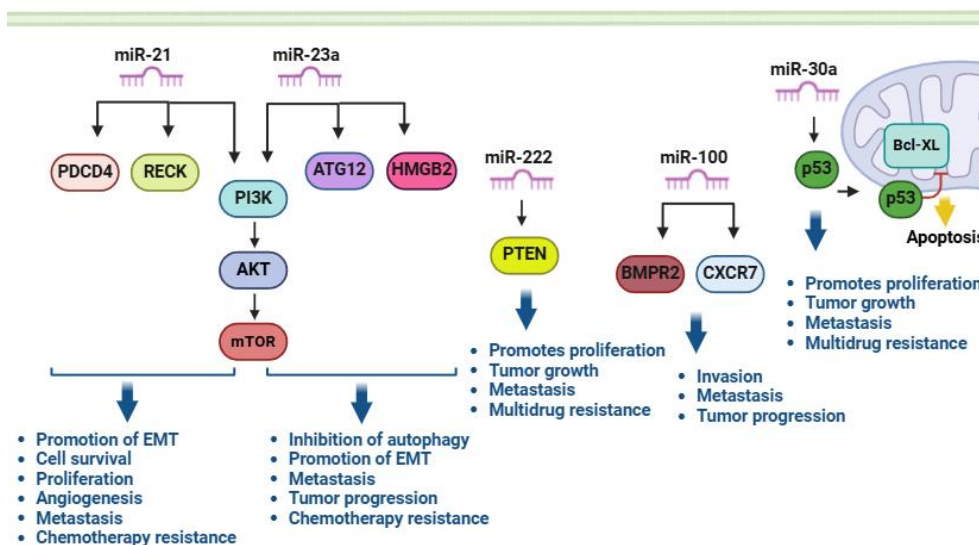 miR-21
miR-23a
miR-30a
Bcl-XL
PDCD4
RECK
ATG12
HMGB2
miR-222
miR-100
p53
p53
PI3K
Apoptosis
PTEN
AKT
BMPR2
CXCR7
mTOR
• Promotes proliferation
• Tumor growth
• Metastasis
• Multidrug resistance
• Promotes proliferation
• Tumor growth
• Metastasis
• Multidrug resistance
• Invasion
• Metastasis
• Tumor progression
• Promotion of EMT
• Cell survival
• Proliferation
• Angiogenesis
• Metastasis
• Chemotherapy resistance
• Inhibition of autophagy
• Promotion of EMT
• Metastasis
• Tumor progression
• Chemotherapy resistance